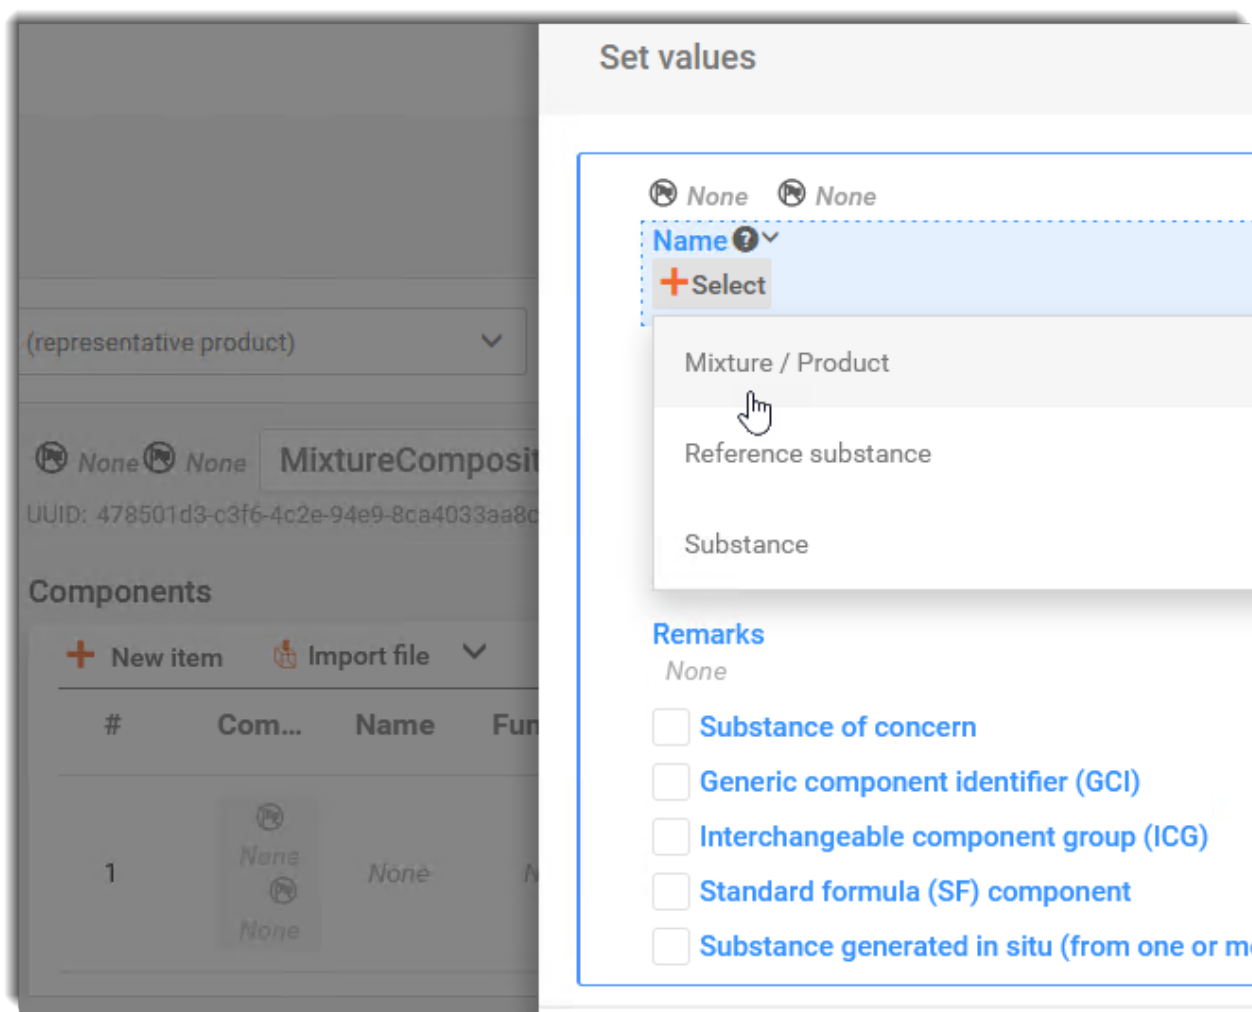 Set values
None None
Name
Select
Mixture / Product
Reference substance
Substance
Remarks
None
Substance of concern
Generic component identifier (GCI)
Interchangeable component group (ICG)
Standard formula (SF) component
Substance generated in situ (from one or
(representative product)
None None MixtureComposit
UUID: 478501d3-c3f6-4c2e-94e9-8ca4033aa8c
Components
New item Import file
# Com... Name Fun
None
1 None
None